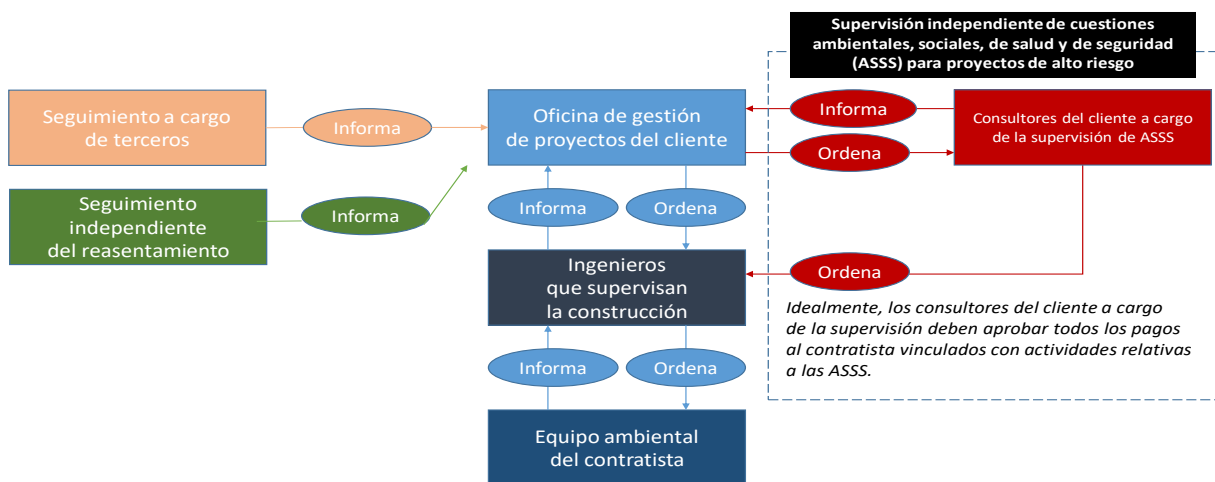 Supervisión independiente de cuestiones
ambientales, sociales, de salud y de seguridad
(ASSS) para proyectos de alto riesgo
Seguimiento a cargo
de terceros
Informa
Oficina de gestión
de proyectos del cliente
Informa
Ordena
Consultores del cliente a cargo
de la supervisión de ASSS
Seguimiento
independiente
del reasentamiento
Informa
Informa
Ordena
Ingenieros
que supervisan
la construcción
Ordena
Idealmente, los consultores del cliente a cargo
de la supervisión deben aprobar todos los pagos
al contratista vinculados con actividades relativas
a las ASSS.
Informa
Ordena
Equipo ambiental
del contratista